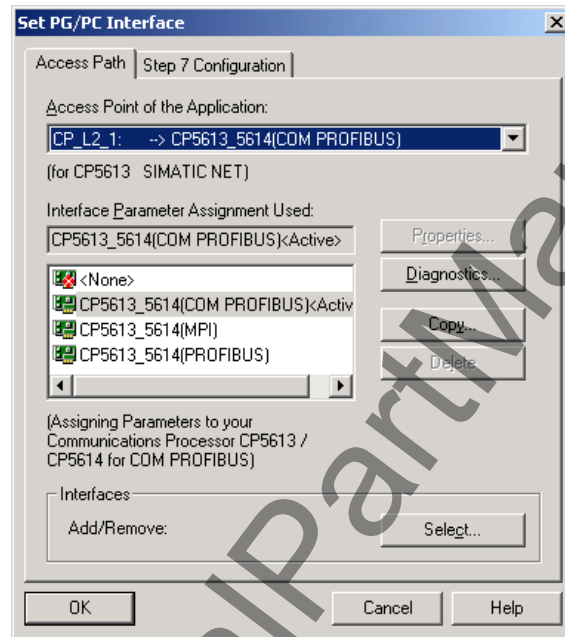 Set PG/PC Interface
Access Path
Step 7 Configuration
Access Point of the Application:
CP_L2_1: --> CP5613_5614(COM PROFIBUS)
(for CP5613 SIMATIC NET)
Interface Parameter Assignment Used:
CP5613_5614(COM PROFIBUS)<Active>
Properties...
<None>
Diagnostics...
CP5613_5614(COM PROFIBUS)<Activ
CP5613_5614(MPI)
Copy...
CP5613_5614(PROFIBUS)
Delete
(Assigning Parameters to your
Communications Processor CP5613 /
CP5614 for COM PROFIBUS)
Interfaces
Add/Remove:
Select...
OK
Cancel
Help